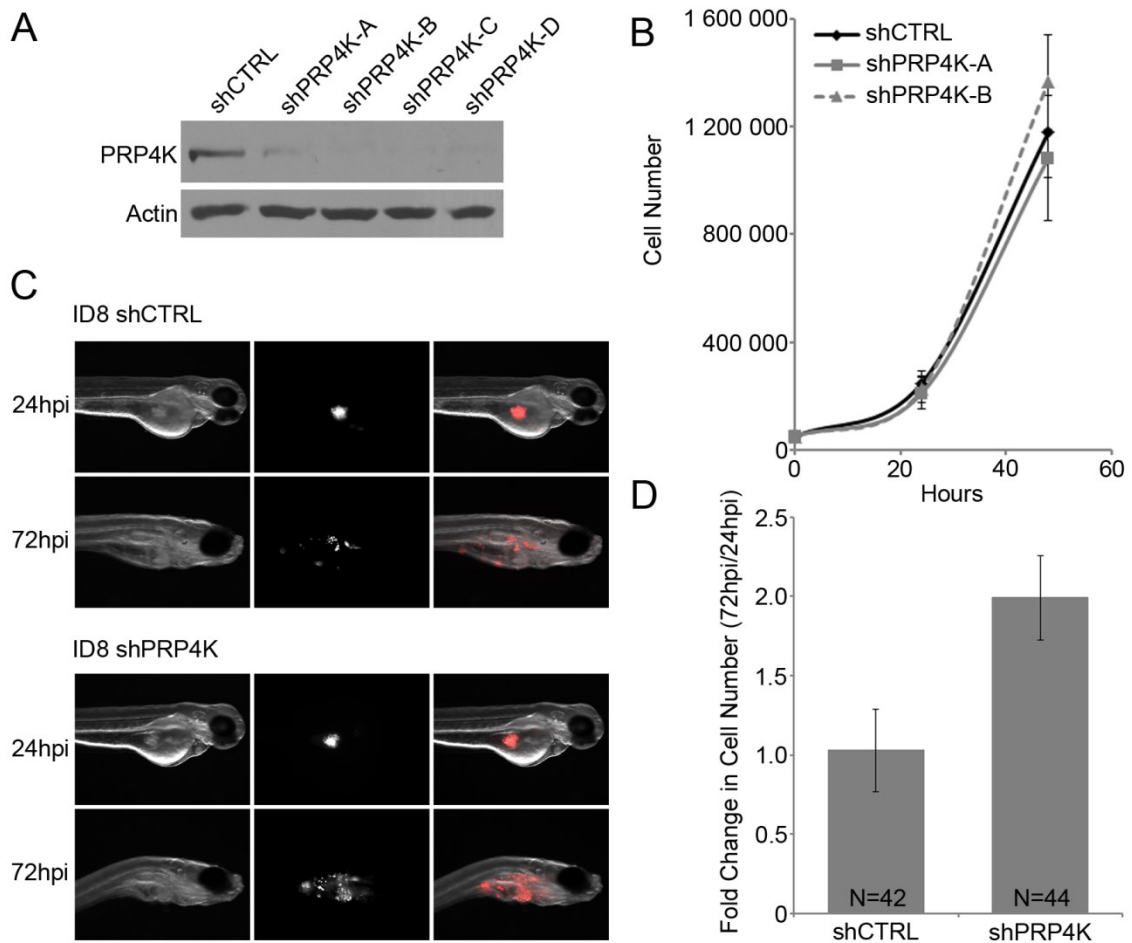 A
shCTRL
shPRP4K-A
shPRP4K-B
shPRP4K-C
shPRP4K-D
PRP4K
Actin
B
1 600 000
1 200 000
800 000
400 000
0
Cell Number
shCTRL
shPRP4K-A
shPRP4K-B
0 20 40 60
Hours
C
ID8 shCTRL
24hpi
72hpi
ID8 shPRP4K
24hpi
72hpi
D
Fold Change in Cell Number (72hpi/24hpi)
2.5
2.0
1.5
1.0
0.5
0
N=42 N=44
shCTRL shPRP4K